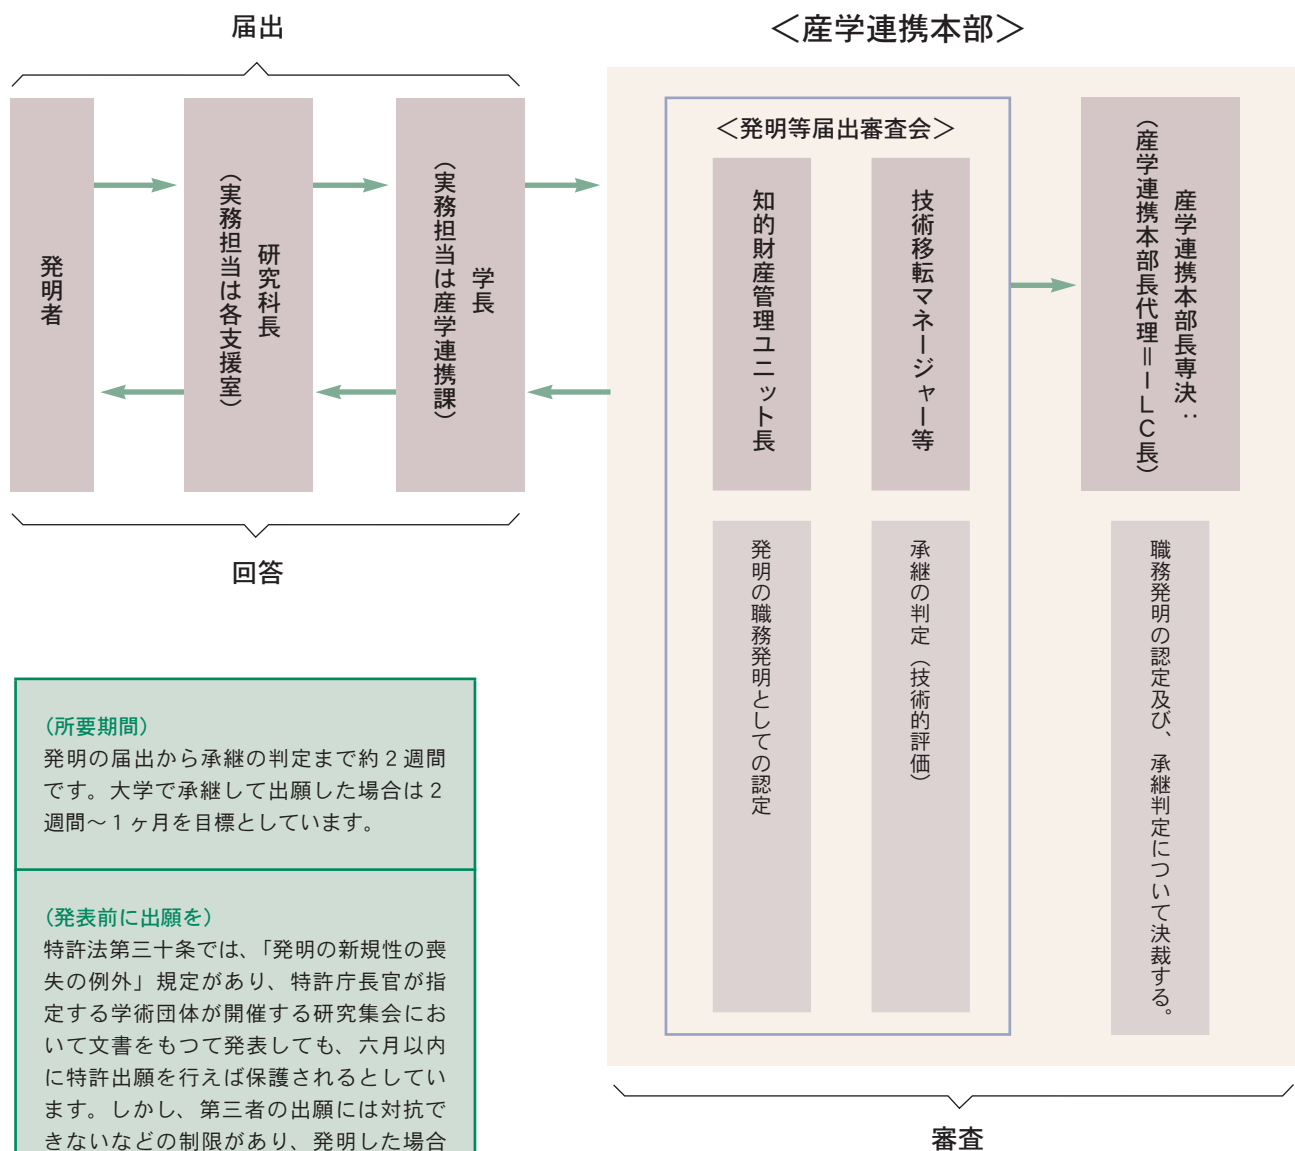 届出
＜産学連携本部＞
発明者
研究科長
（実務担当は各支援室）
学長
（実務担当は産学連携課）
＜発明等届出審査会＞
知的財産管理ユニット長
技術移転マネージャー等
産学連携本部長専決：
（産学連携本部長代理＝ＩＬＣ長）
発明の職務発明としての認定
承継の判定（技術的評価）
職務発明の認定及び、承継判定について決裁する。
回答
審査
（所要期間）
発明の届出から承継の判定まで約２週間
です。大学で承継して出願した場合は２
週間～１ヶ月を目標としています。
（発表前に出願を）
特許法第三十条では、「発明の新規性の喪
失の例外」規定があり、特許庁長官が指
定する学術団体が開催する研究集会にお
いて文書をもつて発表しても、六月以内
に特許出願を行えば保護されるとしてい
ます。しかし、第三者の出願には対抗で
きないなどの制限があり、発明した場合